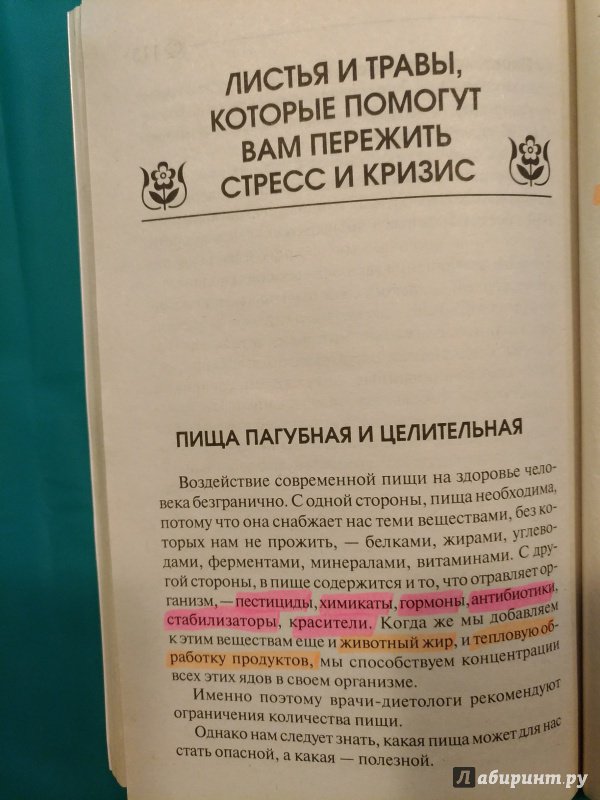 ЛИСТЬЯ И ТРАВЫ,
КОТОРЫЕ ПОМОГУТ
ВАМ ПЕРЕЖИТЬ
СТРЕСС И КРИЗИС
ПИЩА ПАГУБНАЯ И ЦЕЛИТЕЛЬНАЯ
Воздействие современной пищи на здоровье чело-
века безгранично. С одной стороны, пища необходима,
потому что она снабжает нас теми веществами, без ко-
торых нам не прожить, — белками, жирами, углево-
дами, ферментами, минералами, витаминами. С дру-
гой стороны, в пище содержится и то, что отравляет ор-
ганизм, — пестициды, химикаты, гормоны, антибиотики,
стабилизаторы, красители. Когда же мы добавляем
к этим веществам еще и животный жир, и тепловую об-
работку продуктов, мы способствуем концентрации
всех этих ядов в своем организме.
Именно поэтому врачи-диетологи рекомендуют
ограничения количества пищи.
Однако нам следует знать, какая пища может для нас
стать опасной, а какая — полезной.
Лабиринт.ру